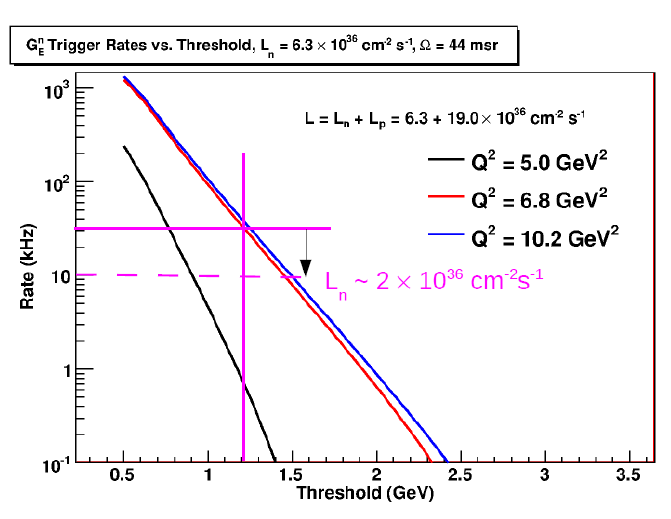 G_E^n Trigger Rates vs. Threshold, L_n = 6.3 × 10^36 cm^-2 s^-1, Ω = 44 msr
L = L_n + L_p = 6.3 + 19.0 × 10^36 cm^-2 s^-1
Q^2 = 5.0 GeV^2
Q^2 = 6.8 GeV^2
Q^2 = 10.2 GeV^2
L_n ~ 2 × 10^36 cm^-2s^-1
Rate (kHz)
10^3
10^2
10
1
10^-1
0.5 1 1.5 2 2.5 3 3.5
Threshold (GeV)